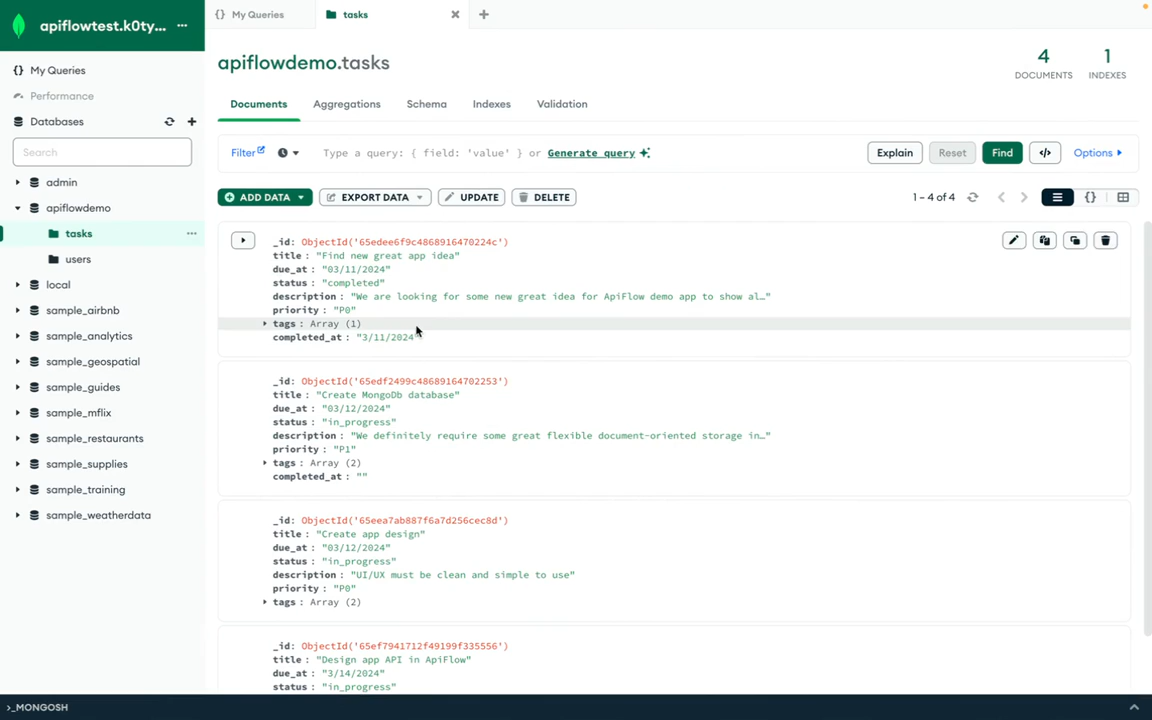 apiflowtest.k0ty...
{} My Queries
tasks
My Queries
Performance
Databases
Search
admin
apiflowdemo
tasks
users
local
sample_airbnb
sample_analytics
sample_geospatial
sample_guides
sample_mflix
sample_restaurants
sample_supplies
sample_training
sample_weatherdata
apiflowdemo.tasks
4
DOCUMENTS
1
INDEXES
Documents Aggregations Schema Indexes Validation
Filter Type a query: { field: 'value' } or Generate query Explain Reset Find </> Options
ADD DATA EXPORT DATA UPDATE DELETE 1 – 4 of 4 {}
_id: ObjectId('65edee6f9c4868916470224c')
title : "Find new great app idea"
due_at : "03/11/2024"
status : "completed"
description : "We are looking for some new great idea for ApiFlow demo app to show al…"
priority : "P0"
tags : Array (1)
completed_at : "3/11/2024"
_id: ObjectId('65edf2499c48689164702253')
title : "Create MongoDb database"
due_at : "03/12/2024"
status : "in_progress"
description : "We definitely require some great flexible document-oriented storage in…"
priority : "P1"
tags : Array (2)
completed_at : ""
_id: ObjectId('65eea7ab887f6a7d256cec8d')
title : "Create app design"
due_at : "03/12/2024"
status : "in_progress"
description : "UI/UX must be clean and simple to use"
priority : "P0"
tags : Array (2)
_id: ObjectId('65ef7941712f49199f335556')
title : "Design app API in ApiFlow"
due_at : "3/14/2024"
status : "in_progress"
>_MONGOSH